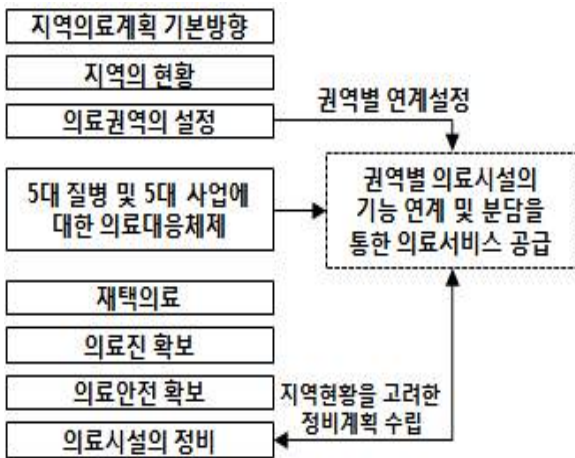 지역의료계획 기본방향
지역의 현황
의료권역의 설정
권역별 연계설정
5대 질병 및 5대 사업에
대한 의료대응체제
권역별 의료시설의
기능 연계 및 분담을
통한 의료서비스 공급
재택의료
의료진 확보
의료안전 확보
의료시설의 정비
지역현황을 고려한
정비계획 수립